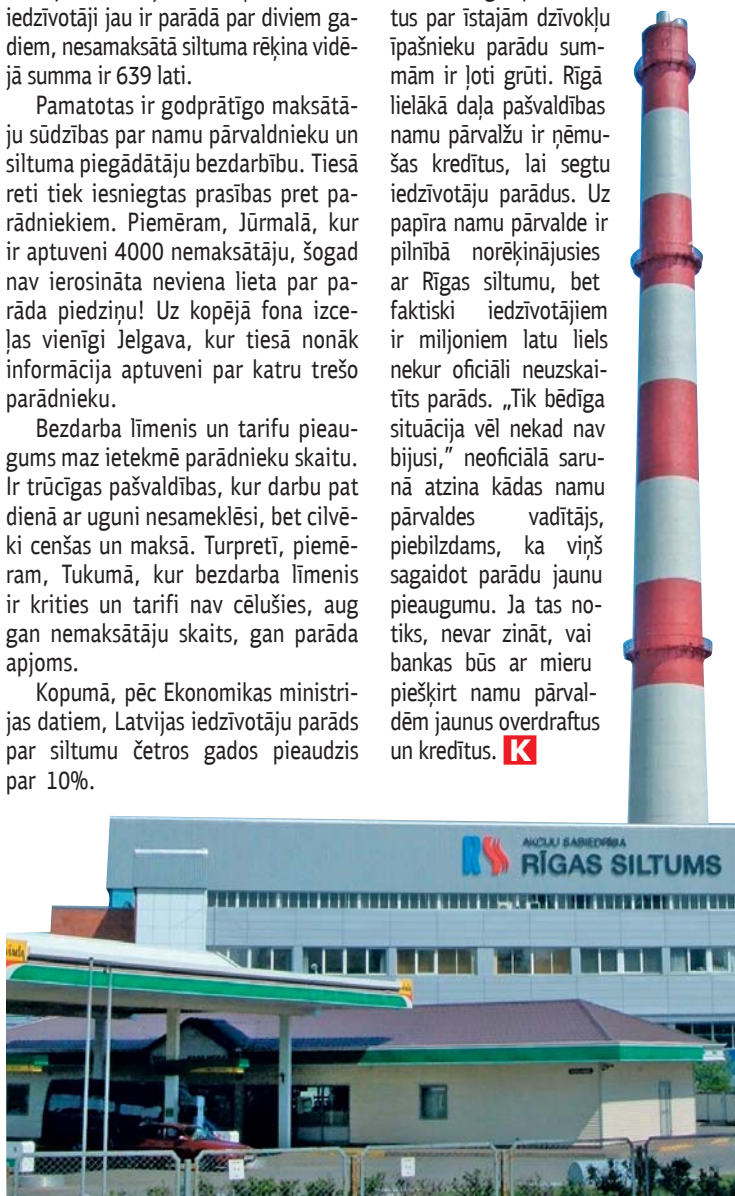 iedzīvotāji jau ir parādā par diviem ga-
diem, nesamaksātā siltuma rēķina vidē-
jā summa ir 639 lati.
Pamatotas ir godprātīgo maksātā-
ju sūdzības par namu pārvaldnieku un
siltuma piegādātāju bezdarbību. Tiesā
reti tiek iesniegtas prasības pret pa-
rādniekiem. Piemēram, Jūrmalā, kur
ir aptuveni 4000 nemaksātāju, šogad
nav ierosināta neviena lieta par pa-
rāda piedziņu! Uz kopējā fona izce-
ļas vienīgi Jelgava, kur tiesā nonāk
informācija aptuveni par katru trešo
parādnieku.
Bezdarba līmenis un tarifu pieau-
gums maz ietekmē parādnieku skaitu.
Ir trūcīgas pašvaldības, kur darbu pat
dienā ar uguni nesameklēsi, bet cilvē-
ki cenšas un maksā. Turpretī, piemē-
ram, Tukumā, kur bezdarba līmenis
ir krities un tarifi nav cēlušies, aug
gan nemaksātāju skaits, gan parāda
apjoms.
Kopumā, pēc Ekonomikas ministri-
jas datiem, Latvijas iedzīvotāju parāds
par siltumu četros gados pieaudzis
par 10%.
tus par īstajām dzīvokļu
īpašnieku parādu sum-
mām ir ļoti grūti. Rīgā
lielākā daļa pašvaldības
namu pārvalžu ir ņēmu-
šas kredītus, lai segtu
iedzīvotāju parādus. Uz
papīra namu pārvalde ir
pilnībā norēķinājusies
ar Rīgas siltumu, bet
faktiski iedzīvotājiem
ir miljoniem latu liels
nekur oficiāli neuzskai-
tīts parāds. „Tik bēdīga
situācija vēl nekad nav
bijusi,” neoficiālā saru-
nā atzina kādas namu
pārvaldes vadītājs,
piebilzdams, ka viņš
sagaidot parādu jaunu
pieaugumu. Ja tas no-
tiks, nevar zināt, vai
bankas būs ar mieru
piešķirt namu pārval-
dēm jaunus overdraftus
un kredītus. K
RS AKCIJU SABIEDRĪBA
RĪGAS SILTUMS